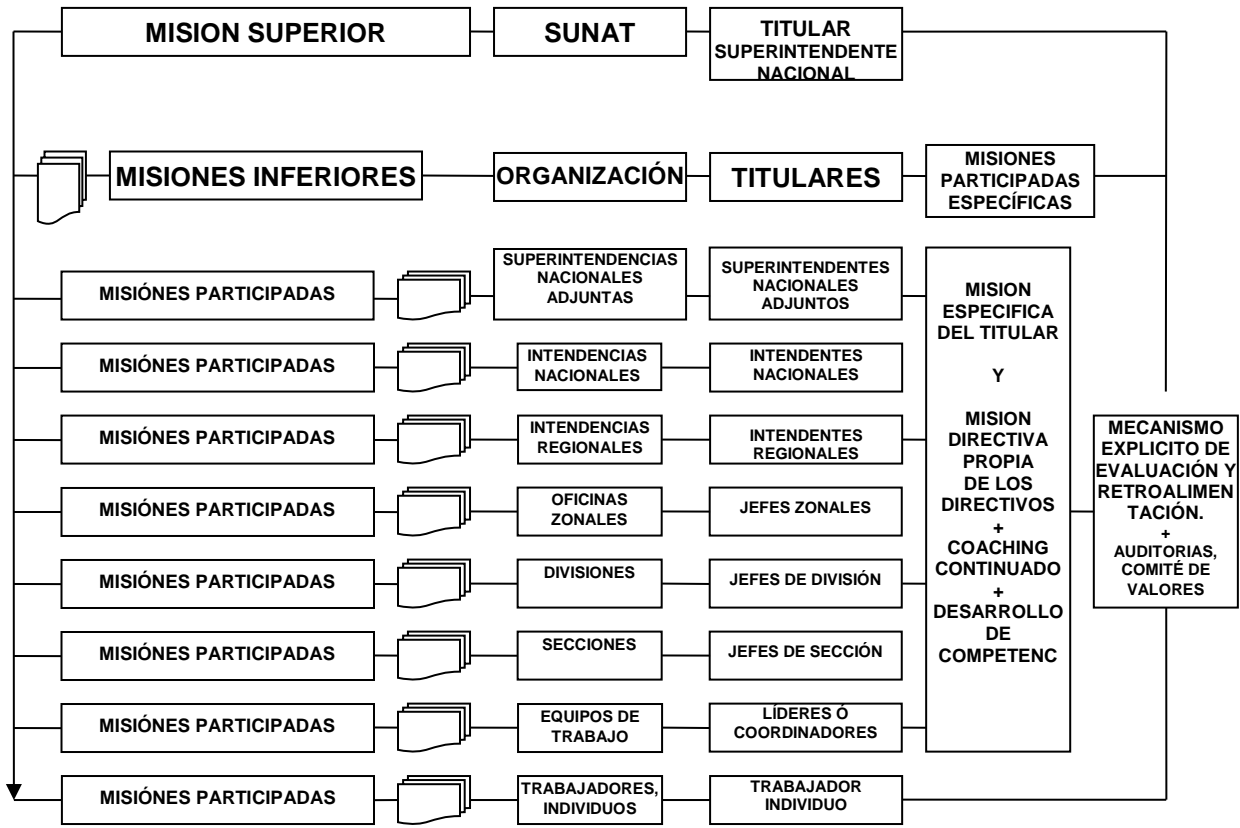 MISION SUPERIOR
SUNAT
TITULAR
SUPERINTENDENTE
NACIONAL
MISIONES INFERIORES
ORGANIZACIÓN
TITULARES
MISIONES
PARTICIPADAS
ESPECÍFICAS
MISIÓNES PARTICIPADAS
SUPERINTENDENCIAS
NACIONALES
ADJUNTAS
SUPERINTENDENTES
NACIONALES
ADJUNTOS
MISIÓNES PARTICIPADAS
INTENDENCIAS
NACIONALES
INTENDENTES
NACIONALES
MISIÓNES PARTICIPADAS
INTENDENCIAS
REGIONALES
INTENDENTES
REGIONALES
MISIÓNES PARTICIPADAS
OFICINAS
ZONALES
JEFES ZONALES
MISIÓNES PARTICIPADAS
DIVISIONES
JEFES DE DIVISIÓN
MISIÓNES PARTICIPADAS
SECCIONES
JEFES DE SECCIÓN
MISIÓNES PARTICIPADAS
EQUIPOS DE
TRABAJO
LÍDERES Ó
COORDINADORES
MISIÓNES PARTICIPADAS
TRABAJADORES,
INDIVIDUOS
TRABAJADOR
INDIVIDUO
MISION
ESPECIFICA
DEL TITULAR
Y
MISION
DIRECTIVA
PROPIA
DE LOS
DIRECTIVOS
+
COACHING
CONTINUADO
+
DESARROLLO
DE
COMPETENC
MECANISMO
EXPLICITO DE
EVALUACIÓN Y
RETROALIMEN
TACIÓN.
+
AUDITORIAS,
COMITÉ DE
VALORES